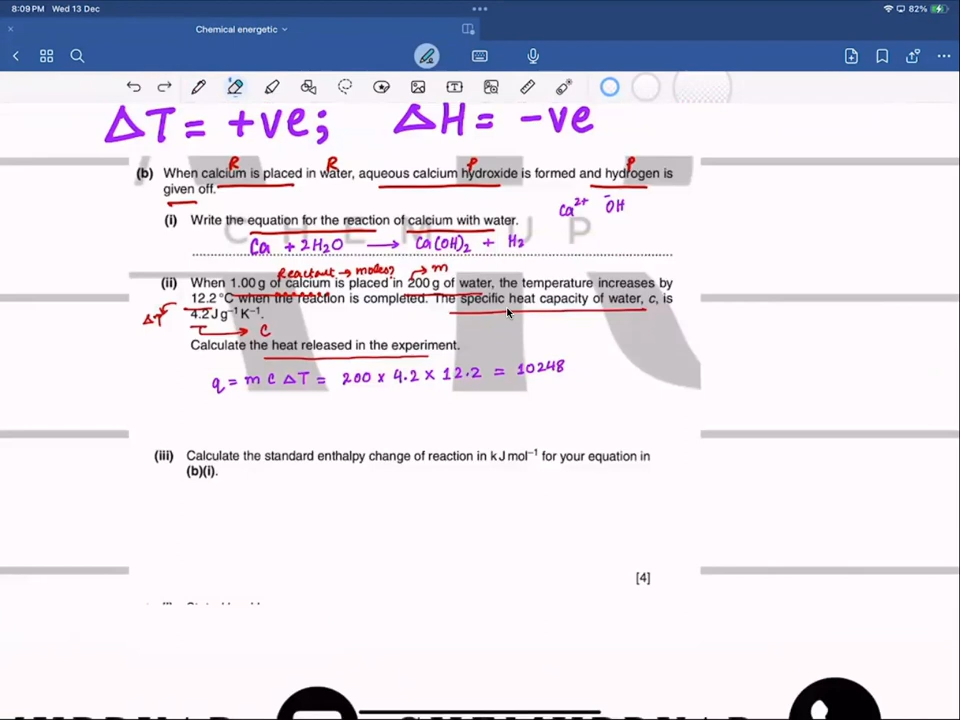 8:09 PM Wed 13 Dec
82%
Chemical energetic
ΔT = +ve; ΔH = -ve
R R P P
(b) When calcium is placed in water, aqueous calcium hydroxide is formed and hydrogen is
given off.
Ca²⁺ ⁻OH
(i) Write the equation for the reaction of calcium with water.
CHEM UP
Ca + 2H₂O → Ca(OH)₂ + H₂
Reactant → moles? → m
(ii) When 1.00 g of calcium is placed in 200 g of water, the temperature increases by
12.2 °C when the reaction is completed. The specific heat capacity of water, c, is
ΔT 4.2 J g⁻¹ K⁻¹.
→ C
Calculate the heat released in the experiment.
q = m c ΔT = 200 × 4.2 × 12.2 = 10248
(iii) Calculate the standard enthalpy change of reaction in kJ mol⁻¹ for your equation in
(b)(i).
[4]